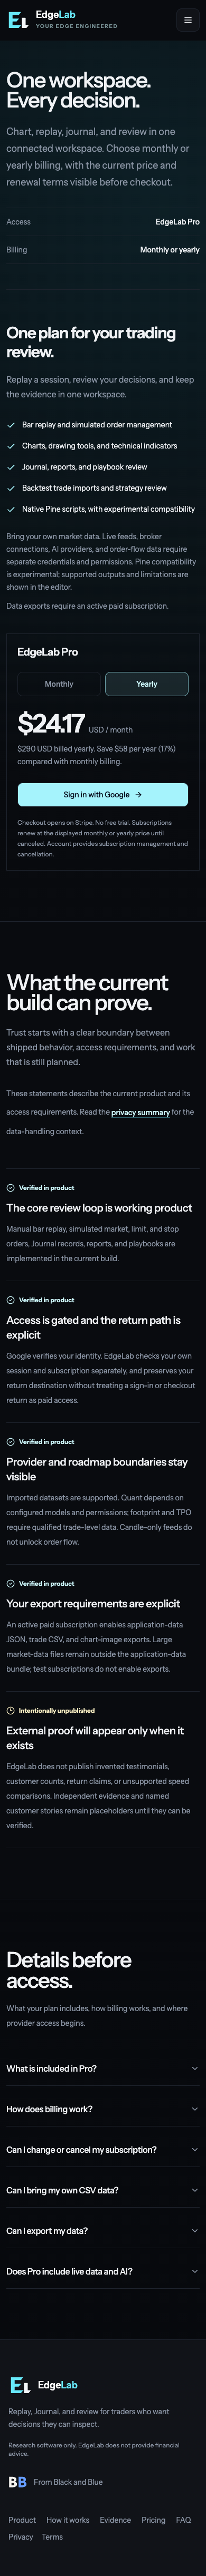 EdgeLab
YOUR EDGE ENGINEERED
One workspace.
Every decision.
Chart, replay, journal, and review in one
connected workspace. Choose monthly or
yearly billing, with the current price and
renewal terms visible before checkout.
Access EdgeLab Pro
Billing Monthly or yearly
One plan for your trading
review.
Replay a session, review your decisions, and keep
the evidence in one workspace.
Bar replay and simulated order management
Charts, drawing tools, and technical indicators
Journal, reports, and playbook review
Backtest trade imports and strategy review
Native Pine scripts, with experimental compatibility
Bring your own market data. Live feeds, broker
connections, AI providers, and order-flow data require
separate credentials and permissions. Pine compatibility
is experimental; supported outputs and limitations are
shown in the editor.
Data exports require an active paid subscription.
EdgeLab Pro
Monthly Yearly
$24.17 USD / month
$290 USD billed yearly. Save $58 per year (17%)
compared with monthly billing.
Sign in with Google
Checkout opens on Stripe. No free trial. Subscriptions
renew at the displayed monthly or yearly price until
canceled. Account provides subscription management and
cancellation.
What the current
build can prove.
Trust starts with a clear boundary between
shipped behavior, access requirements, and work
that is still planned.
These statements describe the current product and its
access requirements. Read the privacy summary for the
data-handling context.
Verified in product
The core review loop is working product
Manual bar replay, simulated market, limit, and stop
orders, Journal records, reports, and playbooks are
implemented in the current build.
Verified in product
Access is gated and the return path is
explicit
Google verifies your identity. EdgeLab checks your own
session and subscription separately, and preserves your
return destination without treating a sign-in or checkout
return as paid access.
Verified in product
Provider and roadmap boundaries stay
visible
Imported datasets are supported. Quant depends on
configured models and permissions; footprint and TPO
require qualified trade-level data. Candle-only feeds do
not unlock order flow.
Verified in product
Your export requirements are explicit
An active paid subscription enables application-data
JSON, trade CSV, and chart-image exports. Large
market-data files remain outside the application-data
bundle; test subscriptions do not enable exports.
Intentionally unpublished
External proof will appear only when it
exists
EdgeLab does not publish invented testimonials,
customer counts, return claims, or unsupported speed
comparisons. Independent evidence and named
customer stories remain placeholders until they can be
verified.
Details before
access.
What your plan includes, how billing works, and where
provider access begins.
What is included in Pro?
How does billing work?
Can I change or cancel my subscription?
Can I bring my own CSV data?
Can I export my data?
Does Pro include live data and AI?
EdgeLab
Replay, Journal, and review for traders who want
decisions they can inspect.
Research software only. EdgeLab does not provide financial
advice.
BB From Black and Blue
Product How it works Evidence Pricing FAQ
Privacy Terms